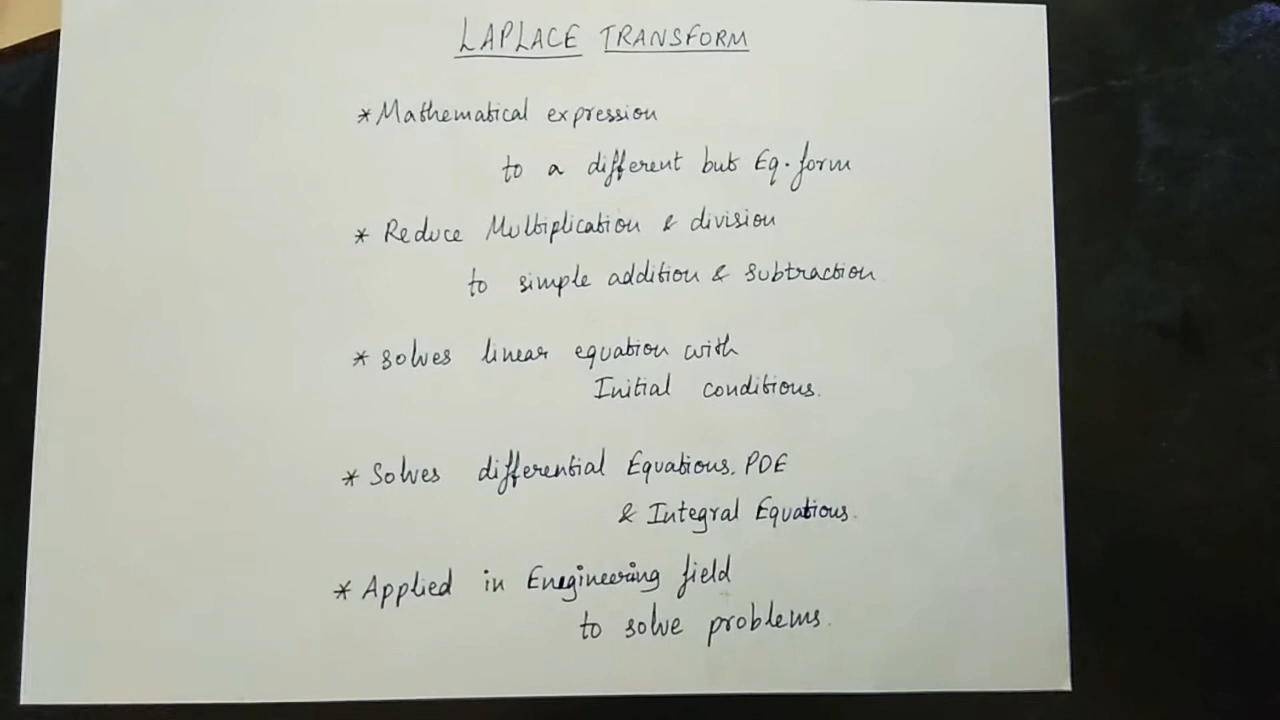 LAPLACE TRANSFORM
* Mathematical expression
to a different but Eq. form
* Reduce Multiplication & division
to simple addition & subtraction
* solves linear equation with
Initial conditions.
* Solves differential Equations. PDE
& Integral Equations.
* Applied in Enegineering field
to solve problems.